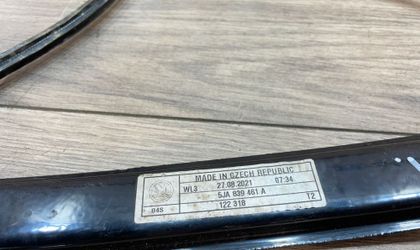 MADE IN CZECH REPUBLIC
WL3 27.08.2021 07:34
5JA 839 461 A
04S 122 318 12